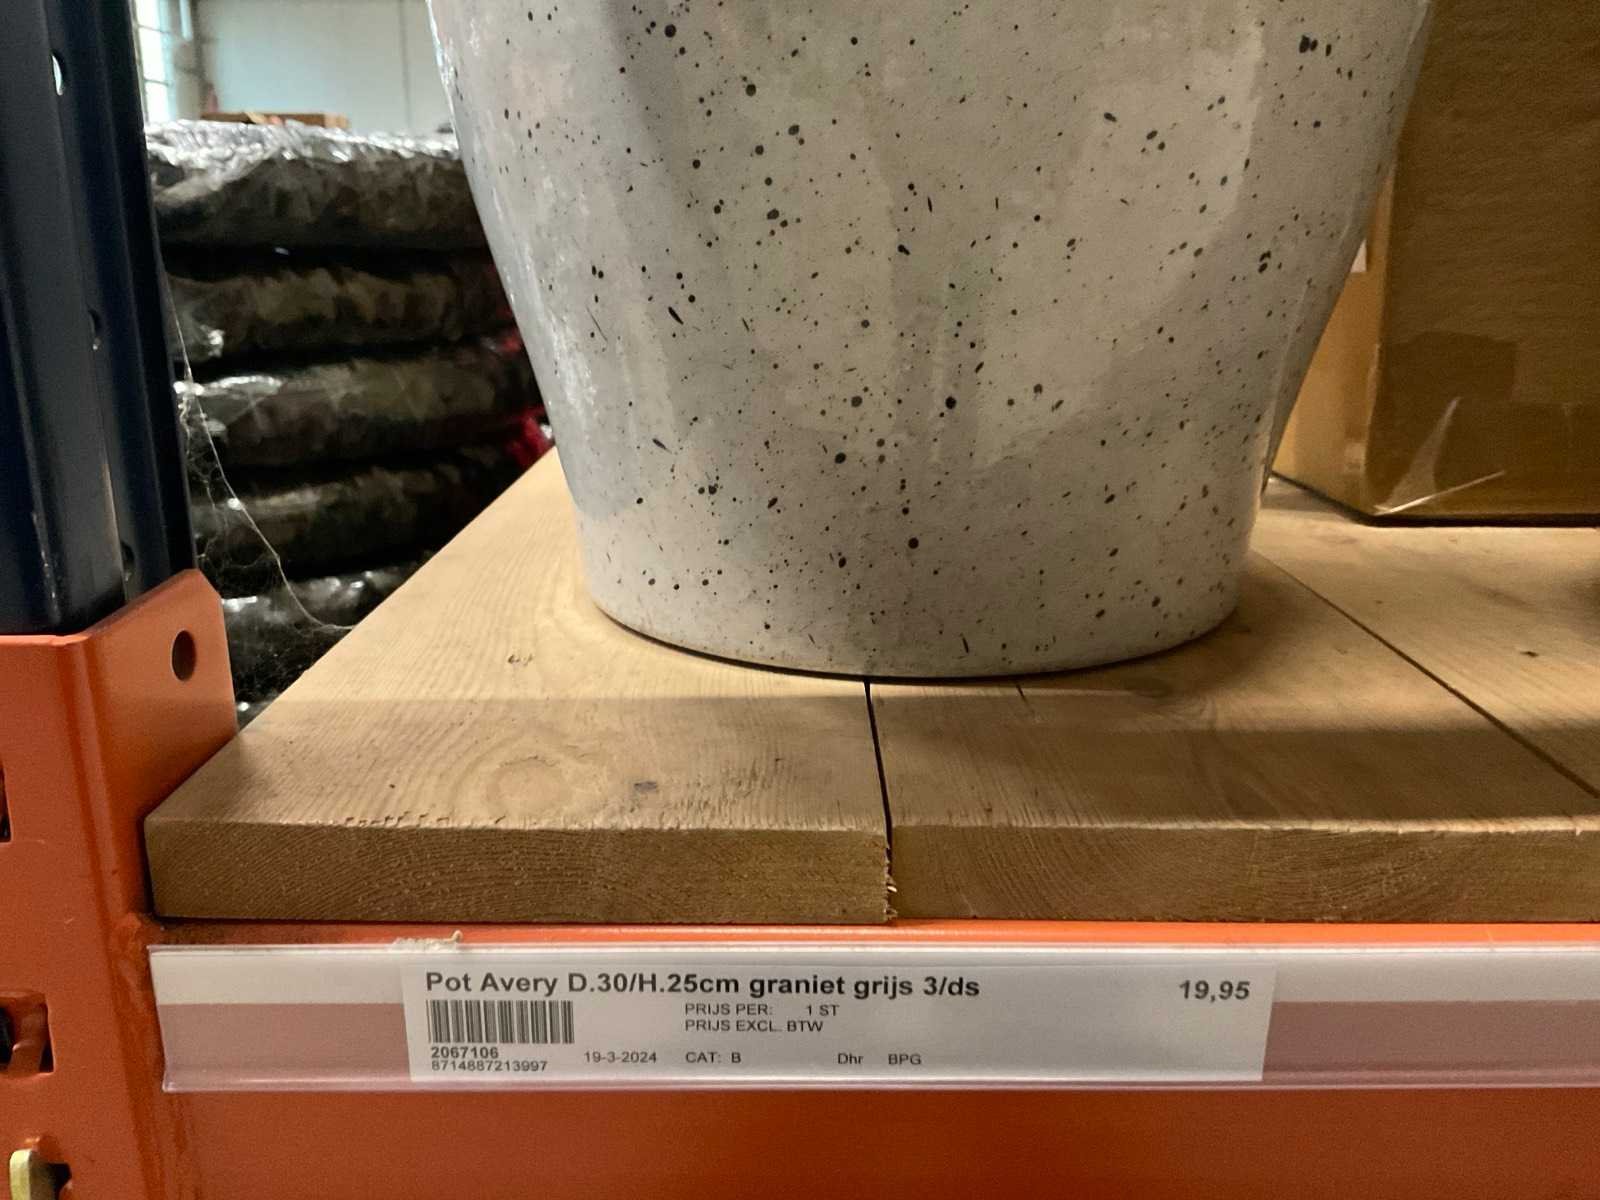 Pot Avery D.30/H.25cm graniet grijs 3/ds 19,95
PRIJS PER: 1 ST
PRIJS EXCL. BTW
2067106
8714887213997 19-3-2024 CAT: B Dhr BPG